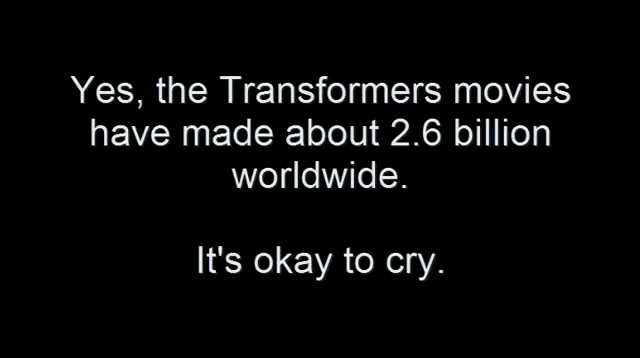 Yes, the Transformers movies
have made about 2.6 billion
worldwide.
It's okay to cry.